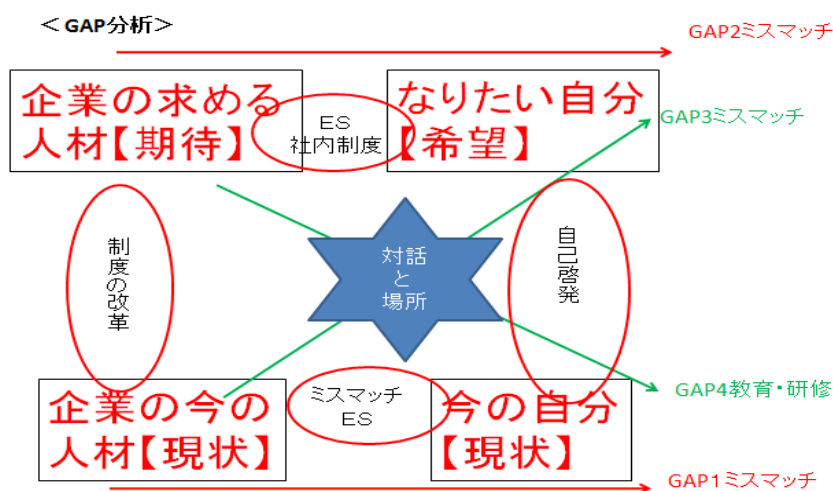 ＜GAP分析＞
GAP2ミスマッチ
企業の求める
人材【期待】
ES
社内制度
なりたい自分
【希望】
GAP3ミスマッチ
制度の改革
対話
と
場所
自己啓発
企業の今の
人材【現状】
ミスマッチ
ES
今の自分
【現状】
GAP4教育・研修
GAP1ミスマッチ